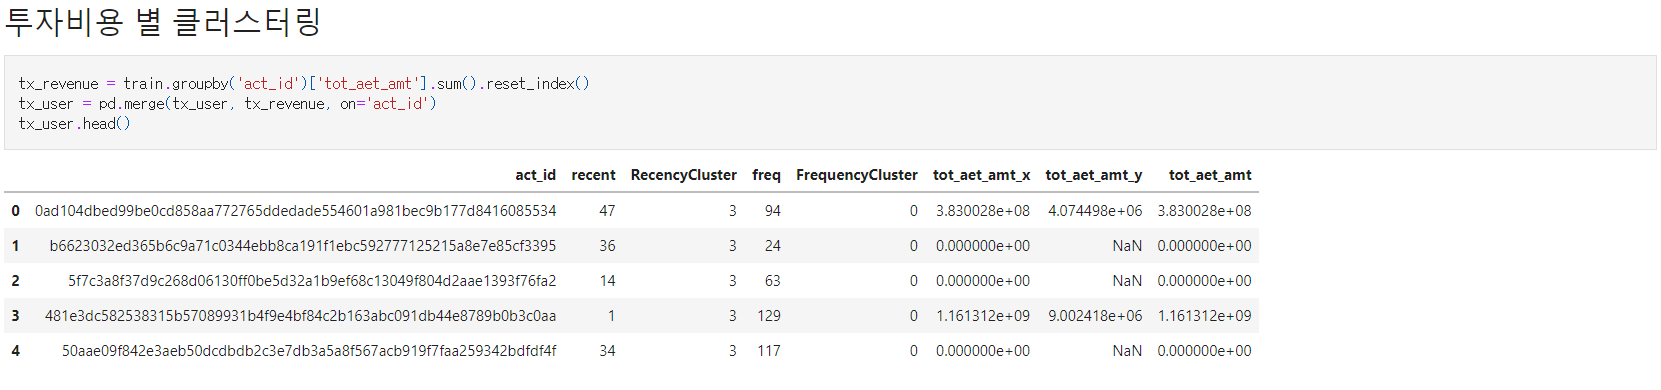 투자비용 별 클러스터링
tx_revenue = train.groupby('act_id')['tot_aet_amt'].sum().reset_index()
tx_user = pd.merge(tx_user, tx_revenue, on='act_id')
tx_user.head()
act_id recent RecencyCluster freq FrequencyCluster tot_aet_amt_x tot_aet_amt_y tot_aet_amt
0 0ad104dbed99be0cd858aa772765ddedade554601a981bec9b177d8416085534 47 3 94 0 3.830028e+08 4.074498e+06 3.830028e+08
1 b6623032ed365b6c9a71c0344ebb8ca191f1ebc592777125215a8e7e85cf3395 36 3 24 0 0.000000e+00 NaN 0.000000e+00
2 5f7c3a8f37d9c268d06130ff0be5d32a1b9ef68c13049f804d2aae1393f76fa2 14 3 63 0 0.000000e+00 NaN 0.000000e+00
3 481e3dc582538315b57089931b4f9e4bf84c2b163abc091db44e8789b0b3c0aa 1 3 129 0 1.161312e+09 9.002418e+06 1.161312e+09
4 50aae09f842e3aeb50dcdbdb2c3e7db3a5a8f567acb919f7faa259342bdfdf4f 34 3 117 0 0.000000e+00 NaN 0.000000e+00